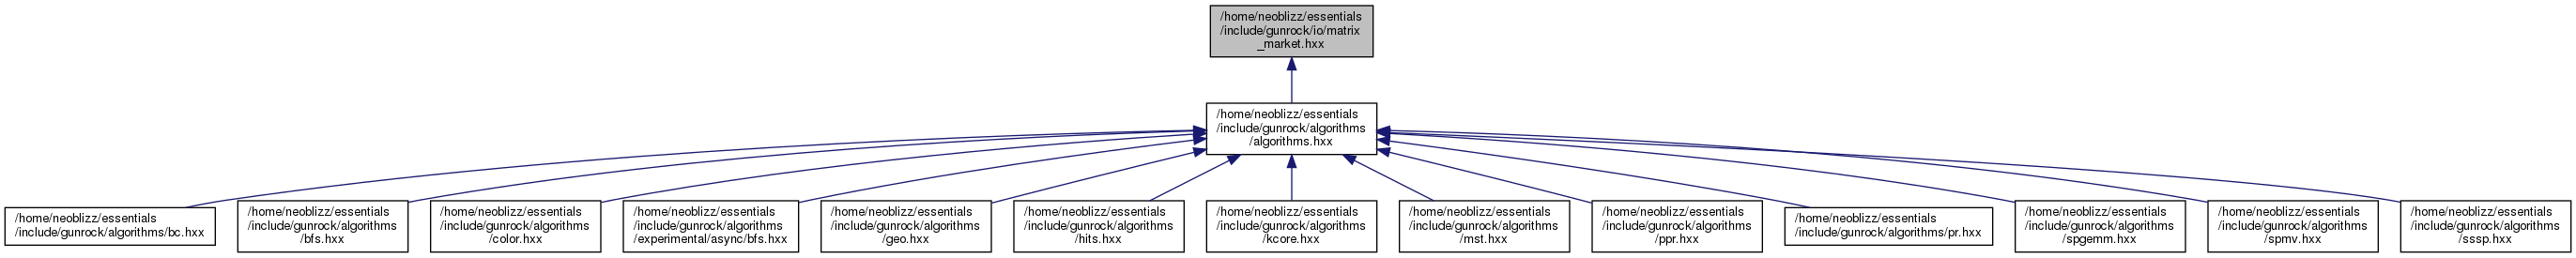 /home/neoblizz/essentials
/include/gunrock/io/matrix
_market.hxx
/home/neoblizz/essentials
/include/gunrock/algorithms
/algorithms.hxx
/home/neoblizz/essentials
/include/gunrock/algorithms/bc.hxx
/home/neoblizz/essentials
/include/gunrock/algorithms
/bfs.hxx
/home/neoblizz/essentials
/include/gunrock/algorithms
/color.hxx
/home/neoblizz/essentials
/include/gunrock/algorithms
/experimental/async/bfs.hxx
/home/neoblizz/essentials
/include/gunrock/algorithms
/geo.hxx
/home/neoblizz/essentials
/include/gunrock/algorithms
/hits.hxx
/home/neoblizz/essentials
/include/gunrock/algorithms
/kcore.hxx
/home/neoblizz/essentials
/include/gunrock/algorithms
/mst.hxx
/home/neoblizz/essentials
/include/gunrock/algorithms
/ppr.hxx
/home/neoblizz/essentials
/include/gunrock/algorithms/pr.hxx
/home/neoblizz/essentials
/include/gunrock/algorithms
/spgemm.hxx
/home/neoblizz/essentials
/include/gunrock/algorithms
/spmv.hxx
/home/neoblizz/essentials
/include/gunrock/algorithms
/sssp.hxx